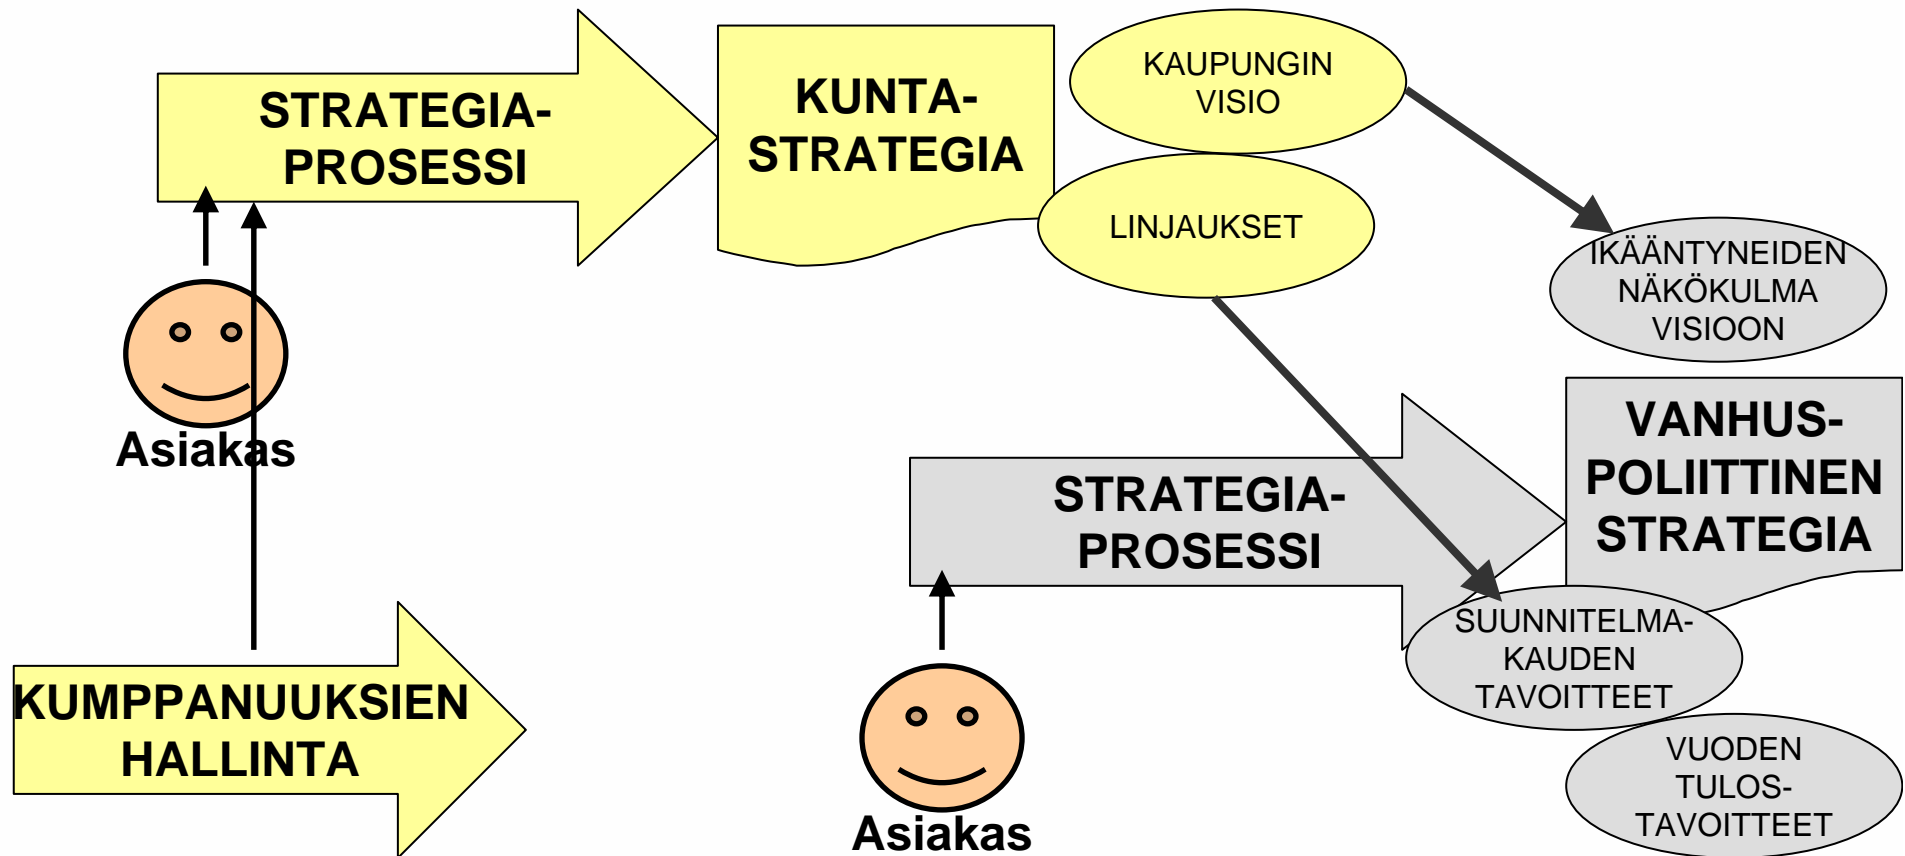 STRATEGIA-
PROSESSI
KUNTA-
STRATEGIA
KAUPUNGIN
VISIO
LINJAUKSET
IKÄÄNTYNEIDEN
NÄKÖKULMA
VISIOON
Asiakas
STRATEGIA-
PROSESSI
VANHUS-
POLIITTINEN
STRATEGIA
SUUNNITELMA-
KAUDEN
TAVOITTEET
KUMPPANUUKSIEN
HALLINTA
Asiakas
VUODEN
TULOS-
TAVOITTEET